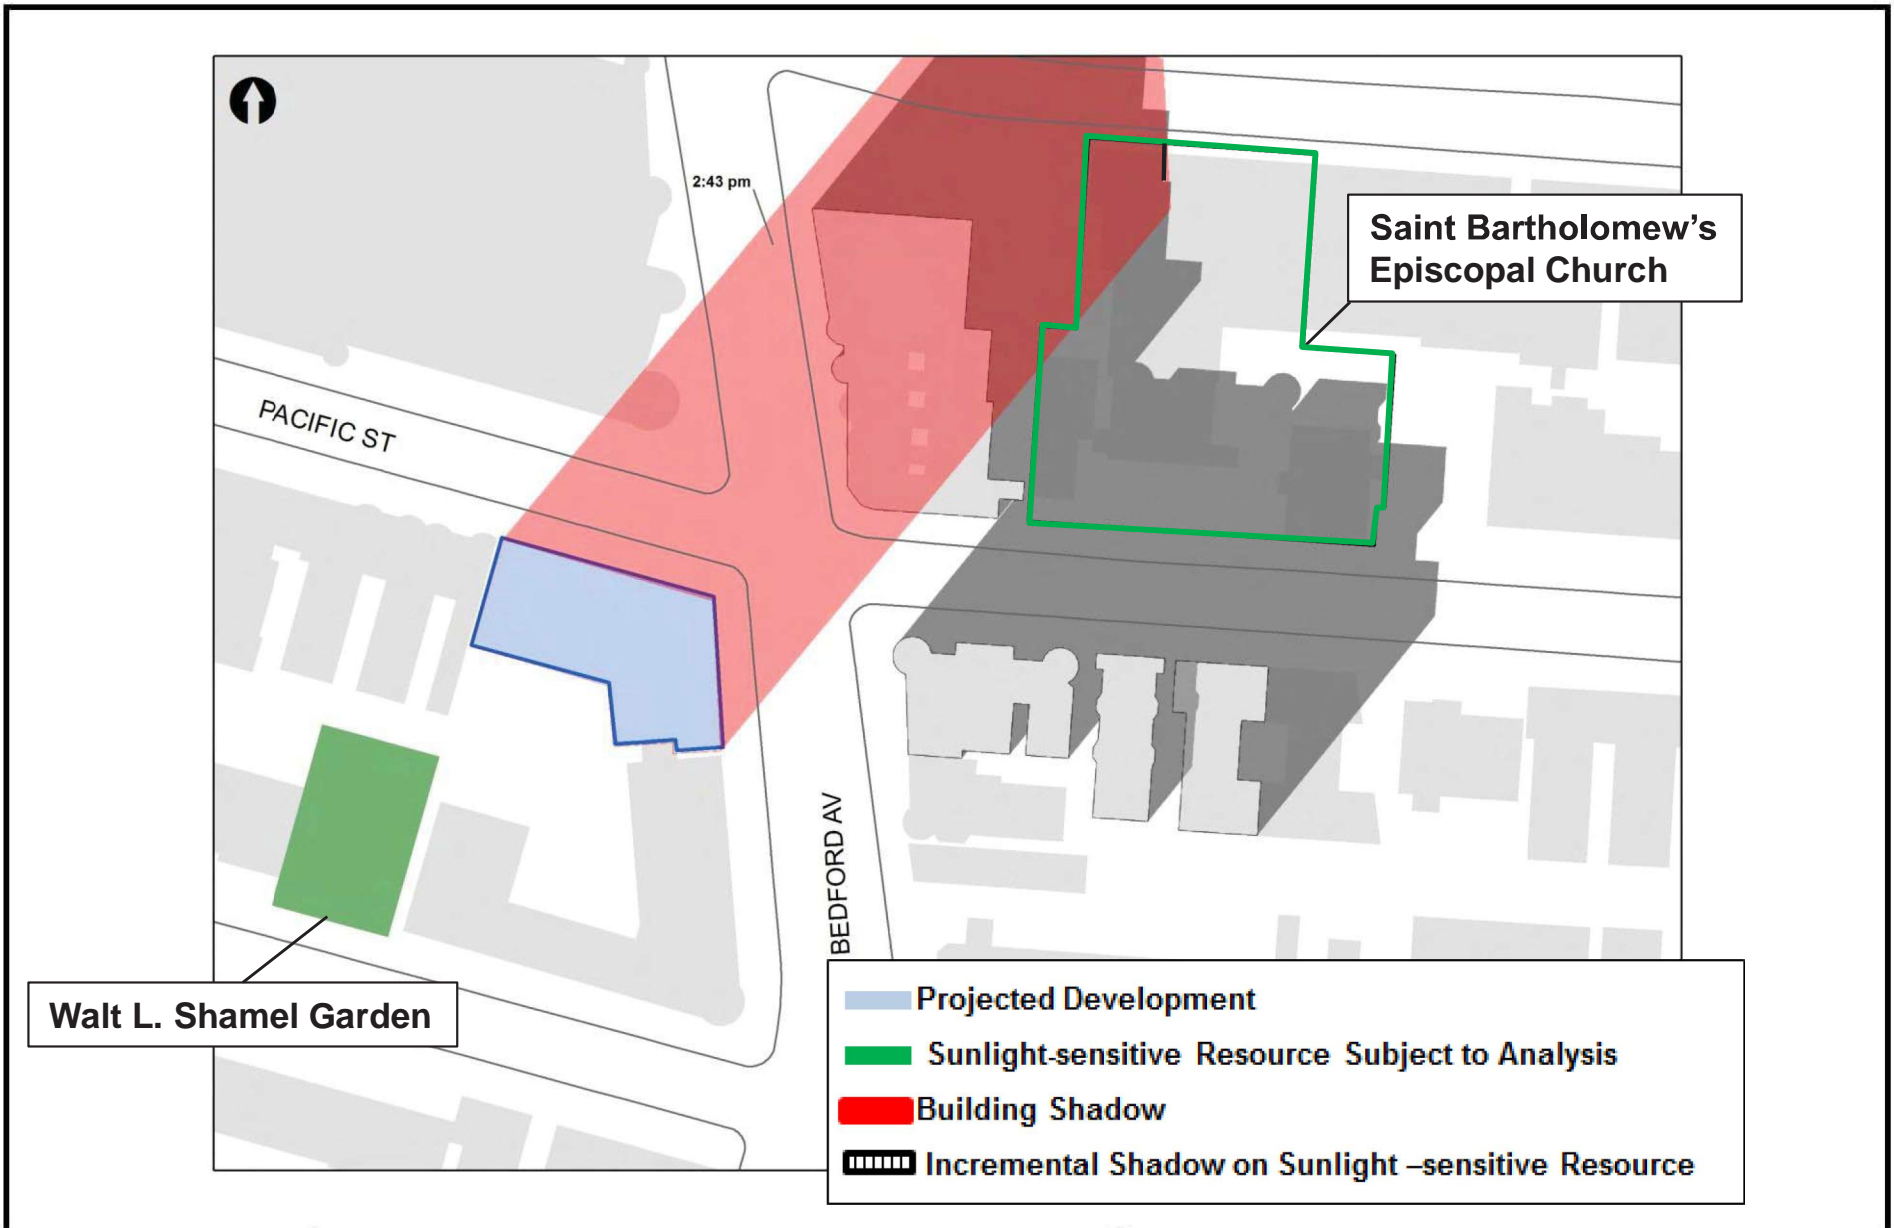 2:43 pm
Saint Bartholomew's
Episcopal Church
PACIFIC ST
BEDFORD AV
Walt L. Shamel Garden
Projected Development
Sunlight-sensitive Resource Subject to Analysis
Building Shadow
Incremental Shadow on Sunlight –sensitive Resource